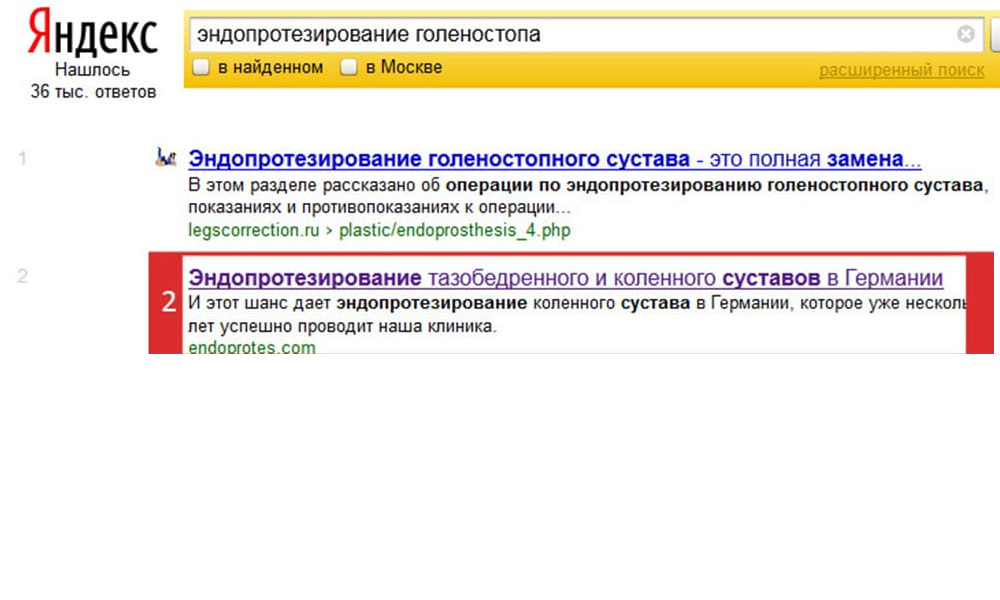 Яндекс
Нашлось
36 тыс. ответов
эндопротезирование голеностопа
в найденном в Москве расширенный поиск
1 Эндопротезирование голеностопного сустава - это полная замена...
В этом разделе рассказано об операции по эндопротезированию голеностопного сустава,
показаниях и противопоказаниях к операции...
legscorrection.ru › plastic/endoprosthesis_4.php
2 Эндопротезирование тазобедренного и коленного суставов в Германии
2 И этот шанс дает эндопротезирование коленного сустава в Германии, которое уже несколь
лет успешно проводит наша клиника.
endoprotes.com